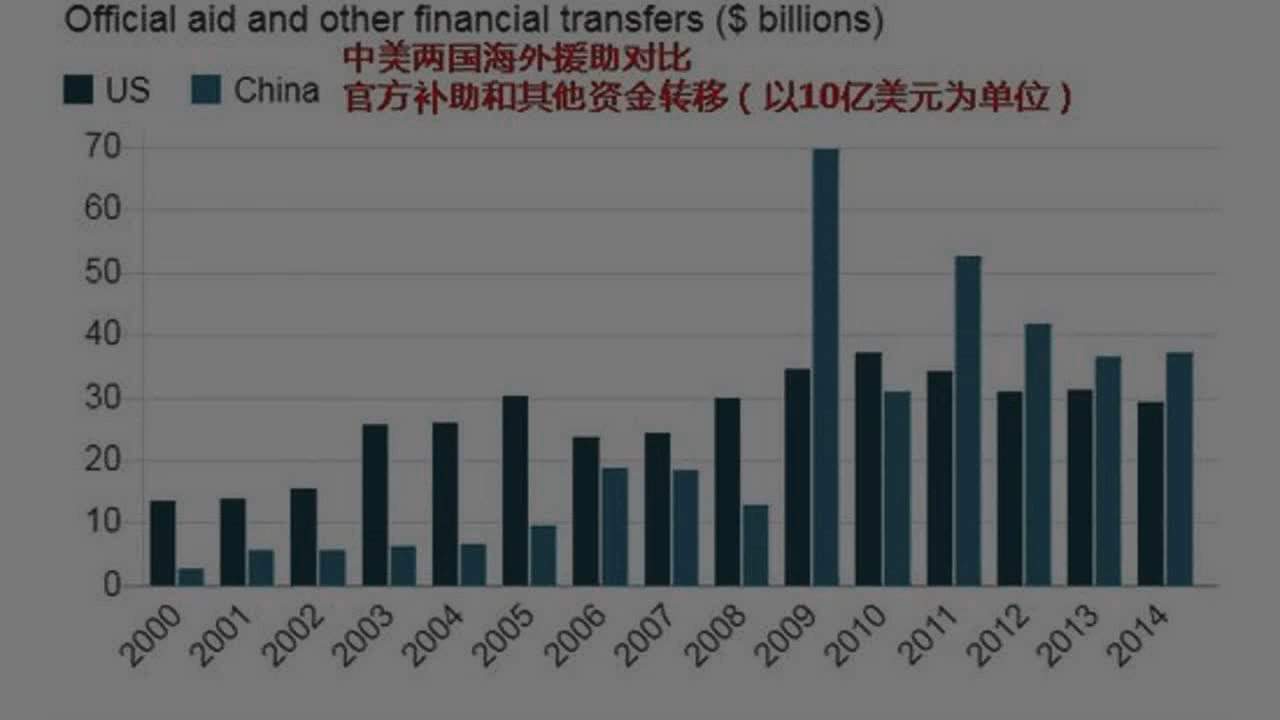 Official aid and other financial transfers ($ billions)
中美两国海外援助对比
US China 官方补助和其他资金转移（以10亿美元为单位）
70
60
50
40
30
20
10
0
2000 2001 2002 2003 2004 2005 2006 2007 2008 2009 2010 2011 2012 2013 2014